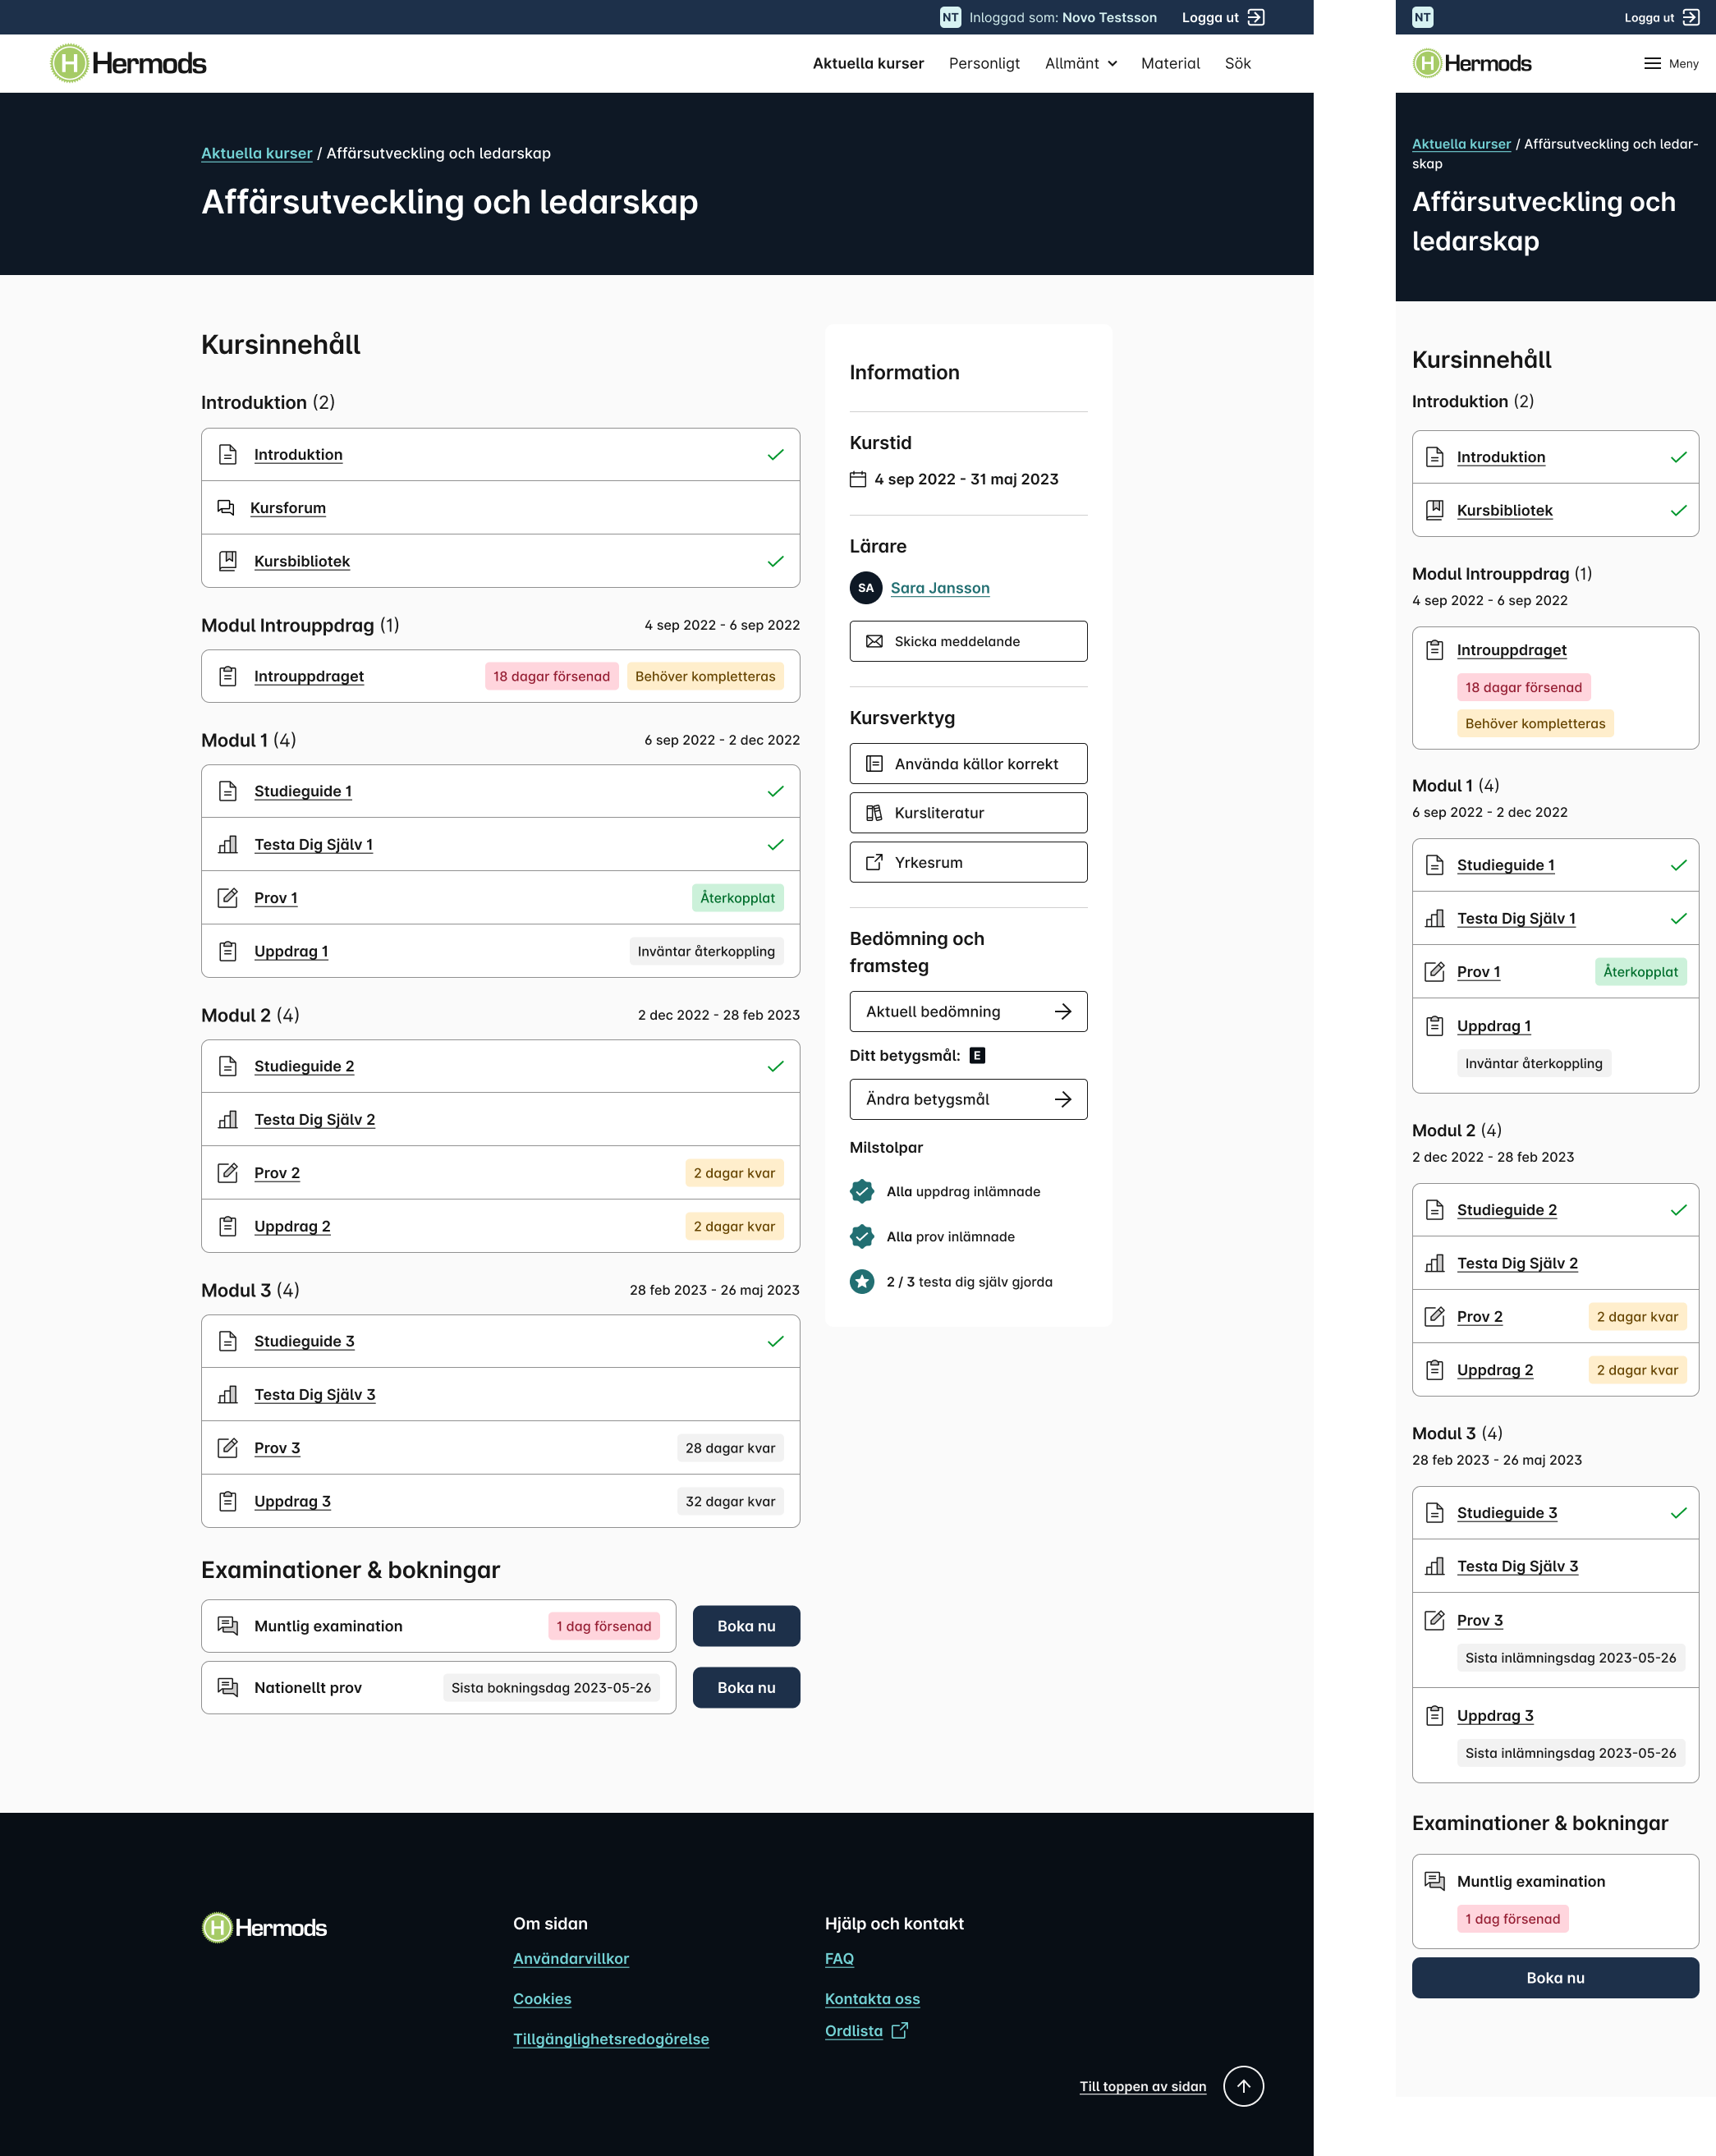 NT Inloggad som: Novo Testsson Logga ut
Hermods
Aktuella kurser Personligt Allmänt Material Sök
Aktuella kurser / Affärsutveckling och ledarskap
Affärsutveckling och ledarskap
Kursinnehåll
Introduktion (2)
Introduktion
Kursforum
Kursbibliotek
Modul Introuppdrag (1) 4 sep 2022 - 6 sep 2022
Introuppdraget 18 dagar försenad Behöver kompletteras
Modul 1 (4) 6 sep 2022 - 2 dec 2022
Studieguide 1
Testa Dig Själv 1
Prov 1 Återkopplat
Uppdrag 1 Inväntar återkoppling
Modul 2 (4) 2 dec 2022 - 28 feb 2023
Studieguide 2
Testa Dig Själv 2
Prov 2 2 dagar kvar
Uppdrag 2 2 dagar kvar
Modul 3 (4) 28 feb 2023 - 26 maj 2023
Studieguide 3
Testa Dig Själv 3
Prov 3 28 dagar kvar
Uppdrag 3 32 dagar kvar
Examinationer & bokningar
Muntlig examination 1 dag försenad Boka nu
Nationellt prov Sista bokningsdag 2023-05-26 Boka nu
Information
Kurstid
4 sep 2022 - 31 maj 2023
Lärare
SA Sara Jansson
Skicka meddelande
Kursverktyg
Använda källor korrekt
Kursliteratur
Yrkesrum
Bedömning och
framsteg
Aktuell bedömning
Ditt betygsmål: E
Ändra betygsmål
Milstolpar
Alla uppdrag inlämnade
Alla prov inlämnade
2 / 3 testa dig själv gjorda
Hermods
Om sidan
Användarvillkor
Cookies
Tillgänglighetsredogörelse
Hjälp och kontakt
FAQ
Kontakta oss
Ordlista
Till toppen av sidan
NT Logga ut
Hermods Meny
Aktuella kurser / Affärsutveckling och ledar-
skap
Affärsutveckling och
ledarskap
Kursinnehåll
Introduktion (2)
Introduktion
Kursbibliotek
Modul Introuppdrag (1)
4 sep 2022 - 6 sep 2022
Introuppdraget
18 dagar försenad
Behöver kompletteras
Modul 1 (4)
6 sep 2022 - 2 dec 2022
Studieguide 1
Testa Dig Själv 1
Prov 1 Återkopplat
Uppdrag 1
Inväntar återkoppling
Modul 2 (4)
2 dec 2022 - 28 feb 2023
Studieguide 2
Testa Dig Själv 2
Prov 2 2 dagar kvar
Uppdrag 2 2 dagar kvar
Modul 3 (4)
28 feb 2023 - 26 maj 2023
Studieguide 3
Testa Dig Själv 3
Prov 3
Sista inlämningsdag 2023-05-26
Uppdrag 3
Sista inlämningsdag 2023-05-26
Examinationer & bokningar
Muntlig examination
1 dag försenad
Boka nu